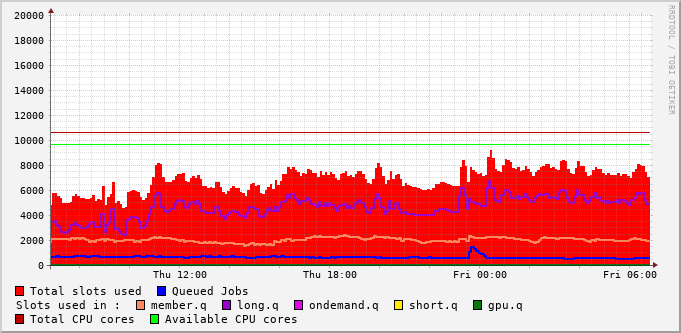 20000
18000
16000
14000
12000
10000
8000
6000
4000
2000
0
Thu 12:00 Thu 18:00 Fri 00:00 Fri 06:00
RRDTOOL / TOBI OETIKER
Total slots used Queued Jobs
Slots used in : member.q long.q ondemand.q short.q gpu.q
Total CPU cores Available CPU cores